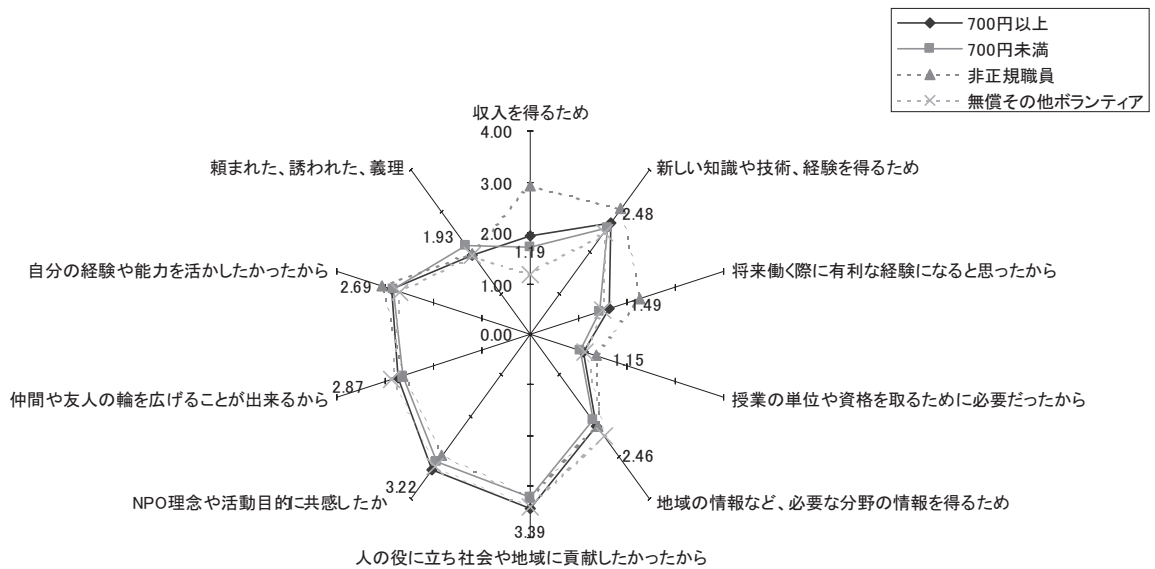 700円以上
700円未満
非正規職員
無償その他ボランティア
収入を得るため
4.00
頼まれた、誘われた、義理
新しい知識や技術、経験を得るため
3.00
2.48
1.93
2.00
1.19
自分の経験や能力を活かしたかったから
将来働く際に有利な経験になると思ったから
2.69
1.00
1.49
0.00
1.15
2.87
仲間や友人の輪を広げることが出来るから
授業の単位や資格を取るために必要だったから
2.46
3.22
NPO理念や活動目的に共感したか
地域の情報など、必要な分野の情報を得るため
3.39
人の役に立ち社会や地域に貢献したかったから